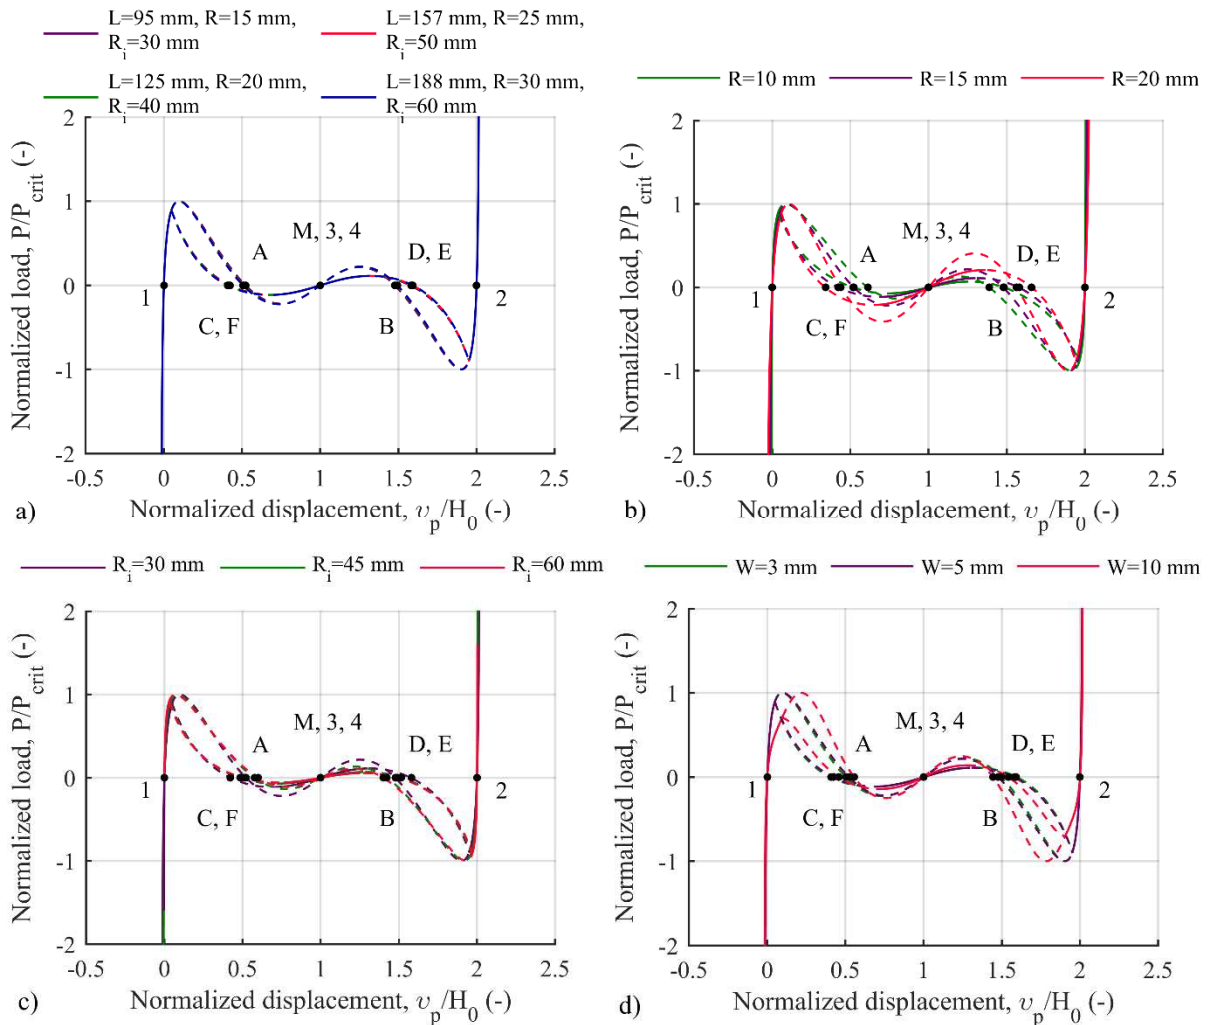 L=95 mm, R=15 mm,
R_i=30 mm
L=157 mm, R=25 mm,
R_i=50 mm
L=125 mm, R=20 mm,
R_i=40 mm
L=188 mm, R=30 mm,
R_i=60 mm
2
1
0
-1
-2
-0.5 0 0.5 1 1.5 2 2.5
Normalized load, P/P_crit (-)
Normalized displacement, υ_p/H_0 (-)
1
A
C, F
M, 3, 4
B
D, E
2
a)
R=10 mm R=15 mm R=20 mm
2
1
0
-1
-2
-0.5 0 0.5 1 1.5 2 2.5
Normalized load, P/P_crit (-)
Normalized displacement, υ_p/H_0 (-)
1
A
C, F
M, 3, 4
B
D, E
2
b)
R_i=30 mm R_i=45 mm R_i=60 mm
2
1
0
-1
-2
-0.5 0 0.5 1 1.5 2 2.5
Normalized load, P/P_crit (-)
Normalized displacement, υ_p/H_0 (-)
1
A
C, F
M, 3, 4
B
D, E
2
c)
W=3 mm W=5 mm W=10 mm
2
1
0
-1
-2
-0.5 0 0.5 1 1.5 2 2.5
Normalized load, P/P_crit (-)
Normalized displacement, υ_p/H_0 (-)
1
A
C, F
M, 3, 4
B
D, E
2
d)